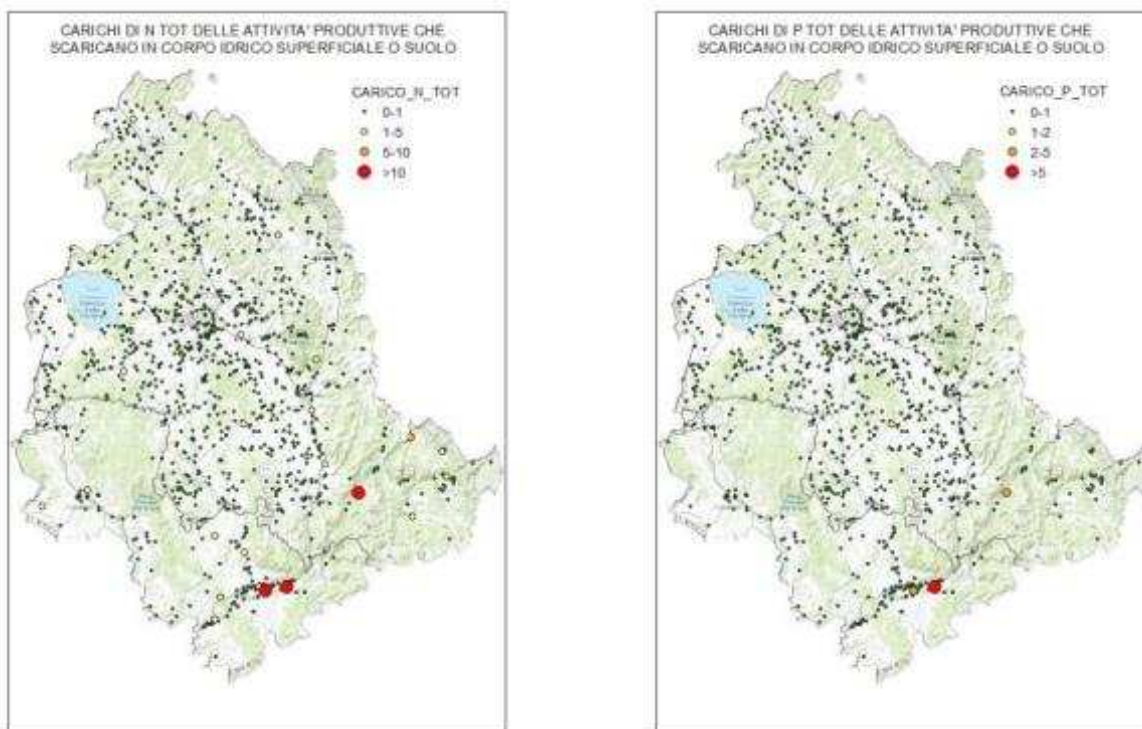 CARICHI DI N TOT DELLE ATTIVITA' PRODUTTIVE CHE
SCARICANO IN CORPO IDRICO SUPERFICIALE O SUOLO
CARICO_N_TOT
0-1
1-5
5-10
>10
CARICHI DI P TOT DELLE ATTIVITA' PRODUTTIVE CHE
SCARICANO IN CORPO IDRICO SUPERFICIALE O SUOLO
CARICO_P_TOT
0-1
1-2
2-5
>5